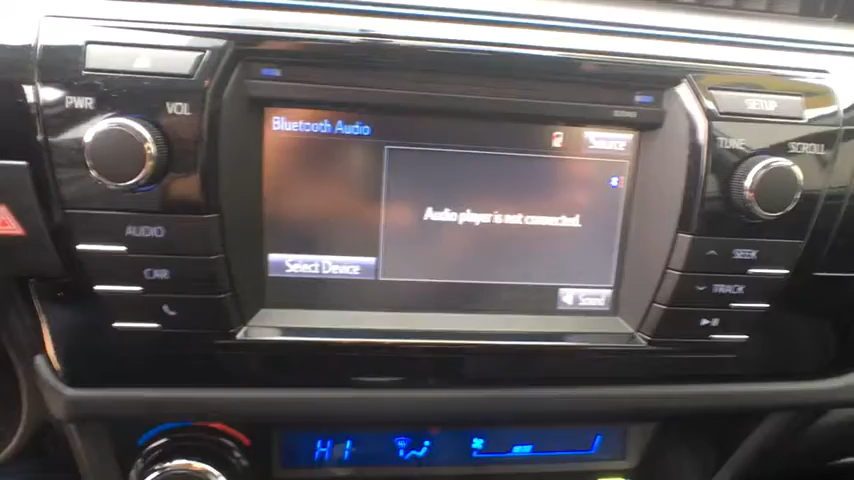 SETUP
PWR
VOL
TUNE
SCROLL
Bluetooth Audio
Source
Audio player is not connected.
AUDIO
SEEK
Select Device
CAR
TRACK
Sound
HI